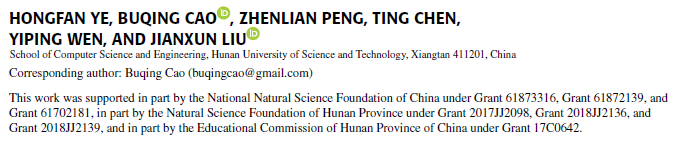 HONGFAN YE, BUQING CAO iD, ZHENLIAN PENG, TING CHEN,
YIPING WEN, AND JIANXUN LIU iD
School of Computer Science and Engineering, Hunan University of Science and Technology, Xiangtan 411201, China
Corresponding author: Buqing Cao (buqingcao@gmail.com)
This work was supported in part by the National Natural Science Foundation of China under Grant 61873316, Grant 61872139, and
Grant 61702181, in part by the Natural Science Foundation of Hunan Province under Grant 2017JJ2098, Grant 2018JJ2136, and
Grant 2018JJ2139, and in part by the Educational Commission of Hunan Province of China under Grant 17C0642.